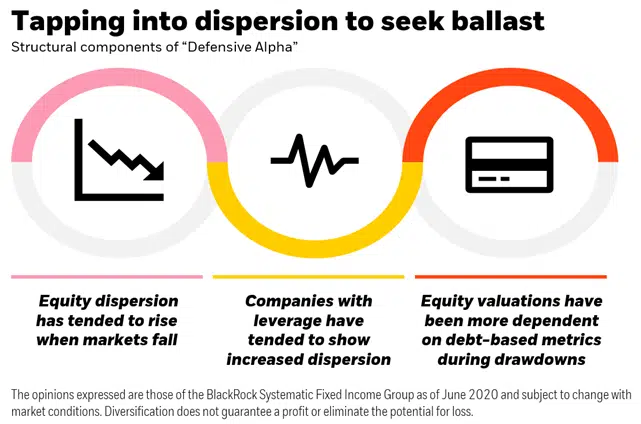 Tapping into dispersion to seek ballast
Structural components of “Defensive Alpha”
Equity dispersion
has tended to rise
when markets fall
Companies with
leverage have
tended to show
increased dispersion
Equity valuations have
been more dependent
on debt-based metrics
during drawdowns
The opinions expressed are those of the BlackRock Systematic Fixed Income Group as of June 2020 and subject to change with
market conditions. Diversification does not guarantee a profit or eliminate the potential for loss.